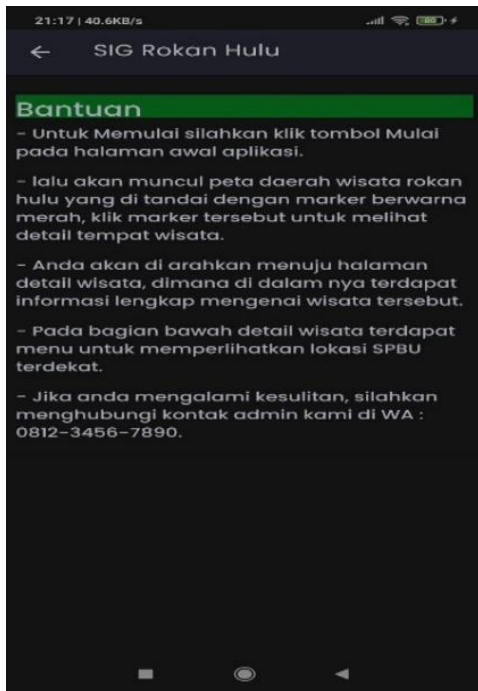 21:17 | 40.6KB/s
80
SIG Rokan Hulu
Bantuan
- Untuk Memulai silahkan klik tombol Mulai
pada halaman awal aplikasi.
- lalu akan muncul peta daerah wisata rokan
hulu yang di tandai dengan marker berwarna
merah, klik marker tersebut untuk melihat
detail tempat wisata.
- Anda akan di arahkan menuju halaman
detail wisata, dimana di dalam nya terdapat
informasi lengkap mengenai wisata tersebut.
- Pada bagian bawah detail wisata terdapat
menu untuk memperlihatkan lokasi SPBU
terdekat.
- Jika anda mengalami kesulitan, silahkan
menghubungi kontak admin kami di WA :
0812-3456-7890.